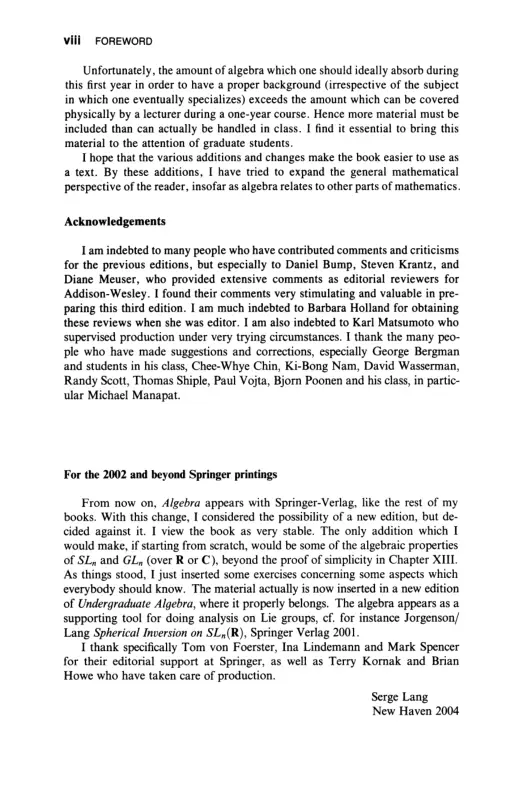 viii FOREWORD
Unfortunately, the amount of algebra which one should ideally absorb during
this first year in order to have a proper background (irrespective of the subject
in which one eventually specializes) exceeds the amount which can be covered
physically by a lecturer during a one-year course. Hence more material must be
included than can actually be handled in class. I find it essential to bring this
material to the attention of graduate students.
I hope that the various additions and changes make the book easier to use as
a text. By these additions, I have tried to expand the general mathematical
perspective of the reader, insofar as algebra relates to other parts of mathematics.
Acknowledgements
I am indebted to many people who have contributed comments and criticisms
for the previous editions, but especially to Daniel Bump, Steven Krantz, and
Diane Meuser, who provided extensive comments as editorial reviewers for
Addison-Wesley. I found their comments very stimulating and valuable in pre-
paring this third edition. I am much indebted to Barbara Holland for obtaining
these reviews when she was editor. I am also indebted to Karl Matsumoto who
supervised production under very trying circumstances. I thank the many peo-
ple who have made suggestions and corrections, especially George Bergman
and students in his class, Chee-Whye Chin, Ki-Bong Nam, David Wasserman,
Randy Scott, Thomas Shiple, Paul Vojta, Bjorn Poonen and his class, in partic-
ular Michael Manapat.
For the 2002 and beyond Springer printings
From now on, Algebra appears with Springer-Verlag, like the rest of my
books. With this change, I considered the possibility of a new edition, but de-
cided against it. I view the book as very stable. The only addition which I
would make, if starting from scratch, would be some of the algebraic properties
of SLn and GLn (over R or C), beyond the proof of simplicity in Chapter XIII.
As things stood, I just inserted some exercises concerning some aspects which
everybody should know. The material actually is now inserted in a new edition
of Undergraduate Algebra, where it properly belongs. The algebra appears as a
supporting tool for doing analysis on Lie groups, cf. for instance Jorgenson/
Lang Spherical Inversion on SLn(R), Springer Verlag 2001.
I thank specifically Tom von Foerster, Ina Lindemann and Mark Spencer
for their editorial support at Springer, as well as Terry Kornak and Brian
Howe who have taken care of production.
Serge Lang
New Haven 2004